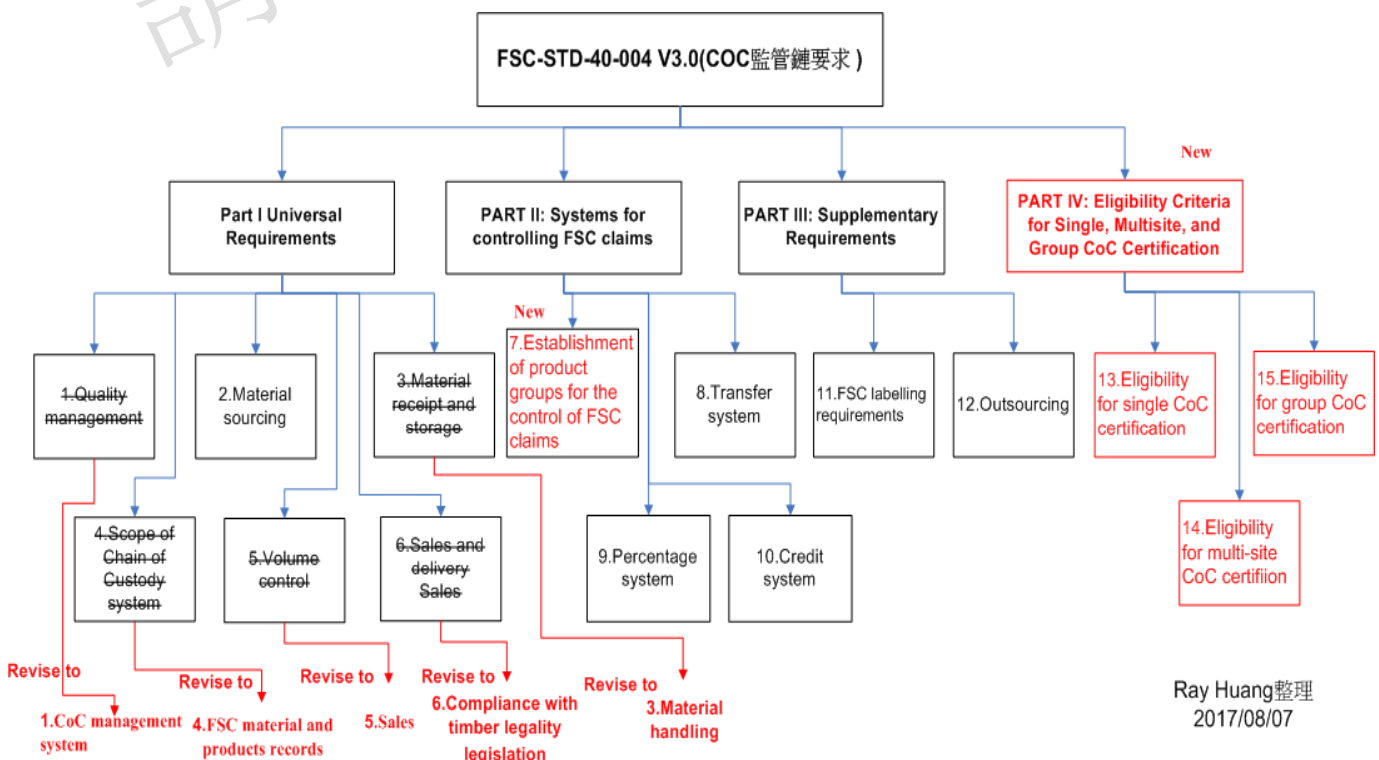 FSC-STD-40-004 V3.0(COC監管鏈要求 )
New
Part I Universal
Requirements
PART II: Systems for
controlling FSC claims
PART III: Supplementary
Requirements
PART IV: Eligibility Criteria
for Single, Multisite, and
Group CoC Certification
New
1.Quality
management
2.Material
sourcing
3.Material
receipt and
storage
7.Establishment
of product
groups for the
control of FSC
claims
8.Transfer
system
11.FSC labelling
requirements
12.Outsourcing
13.Eligibility
for single CoC
certification
15.Eligibility
for group CoC
certification
4.Scope of
Chain of
Custody
system
5.Volume
control
6.Sales and
delivery
Sales
9.Percentage
system
10.Credit
system
14.Eligibility
for multi-site
CoC certifiion
Revise to
1.CoC management
system
Revise to
4.FSC material and
products records
Revise to
5.Sales
Revise to
6.Compliance with
timber legality
legislation
Revise to
3.Material
handling
Ray Huang整理
2017/08/07